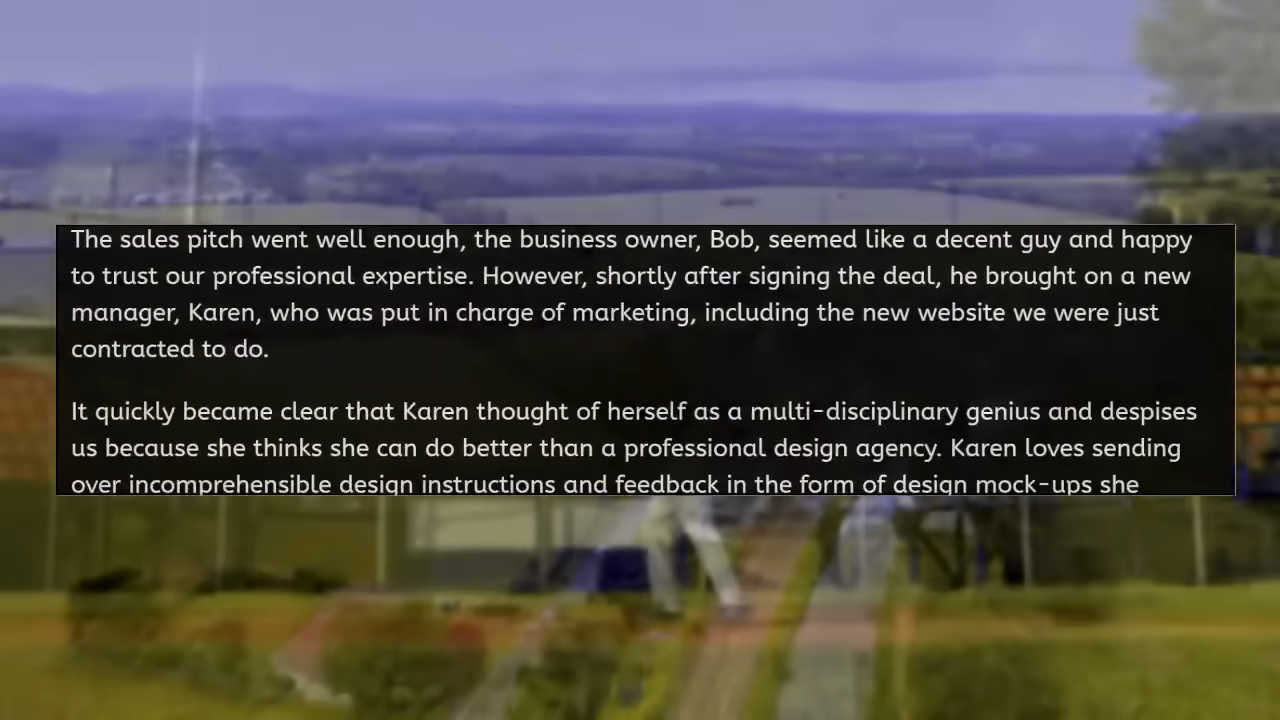 The sales pitch went well enough, the business owner, Bob, seemed like a decent guy and happy
to trust our professional expertise. However, shortly after signing the deal, he brought on a new
manager, Karen, who was put in charge of marketing, including the new website we were just
contracted to do.
It quickly became clear that Karen thought of herself as a multi-disciplinary genius and despises
us because she thinks she can do better than a professional design agency. Karen loves sending
over incomprehensible design instructions and feedback in the form of design mock-ups she